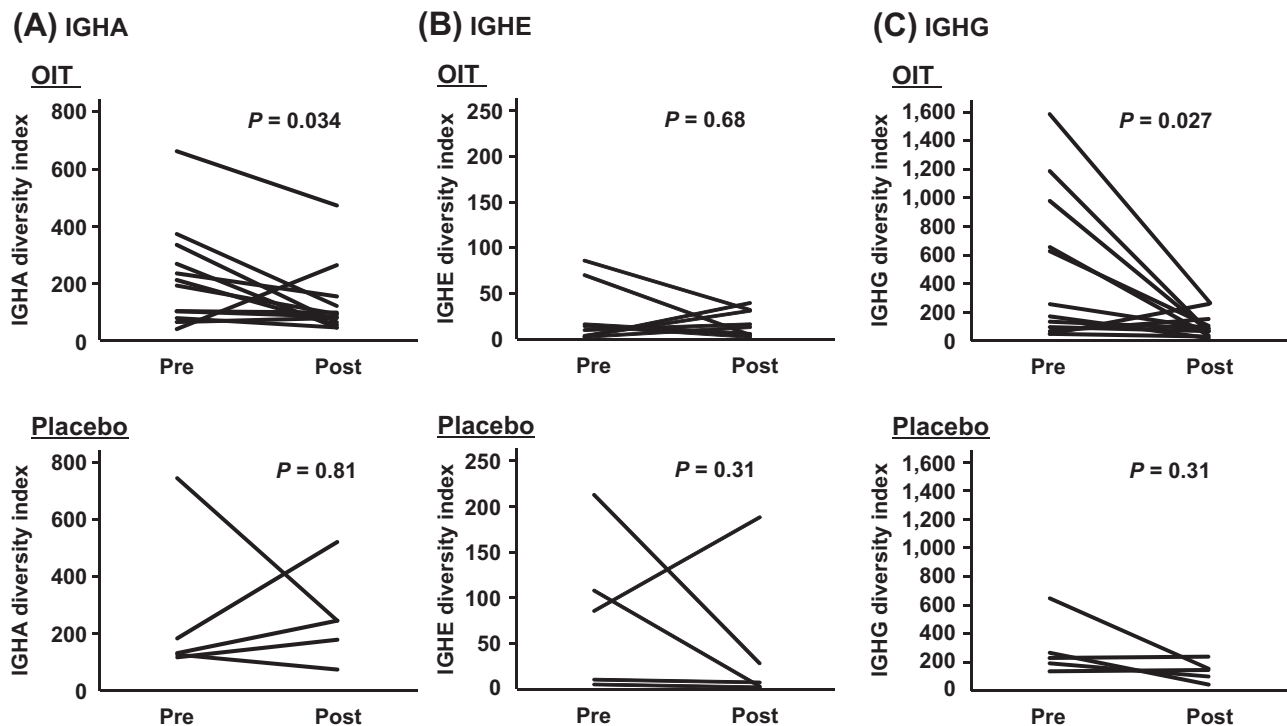 (A) IGHA
OIT
IGHA diversity index
800
600
400
200
0
P = 0.034
Pre
Post
Placebo
IGHA diversity index
800
600
400
200
0
P = 0.81
Pre
Post
(B) IGHE
OIT
IGHE diversity index
250
200
150
100
50
0
P = 0.68
Pre
Post
Placebo
IGHE diversity index
250
200
150
100
50
0
P = 0.31
Pre
Post
(C) IGHG
OIT
IGHG diversity index
1,600
1,400
1,200
1,000
800
600
400
200
0
P = 0.027
Pre
Post
Placebo
IGHG diversity index
1,600
1,400
1,200
1,000
800
600
400
200
0
P = 0.31
Pre
Post